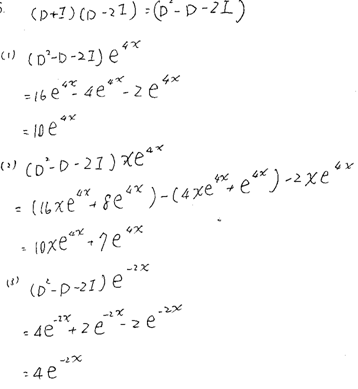 5. (D+I)(D-2I)=(D²-D-2I)
(1) (D²-D-2I)e^{4x}
=16e^{4x}-4e^{4x}-2e^{4x}
=10e^{4x}
(2) (D²-D-2I)xe^{4x}
=(16xe^{4x}+8e^{4x})-(4xe^{4x}+e^{4x})-2xe^{4x}
=10xe^{4x}+7e^{4x}
(3) (D²-D-2I)e^{-2x}
=4e^{-2x}+2e^{-2x}-2e^{-2x}
=4e^{-2x}